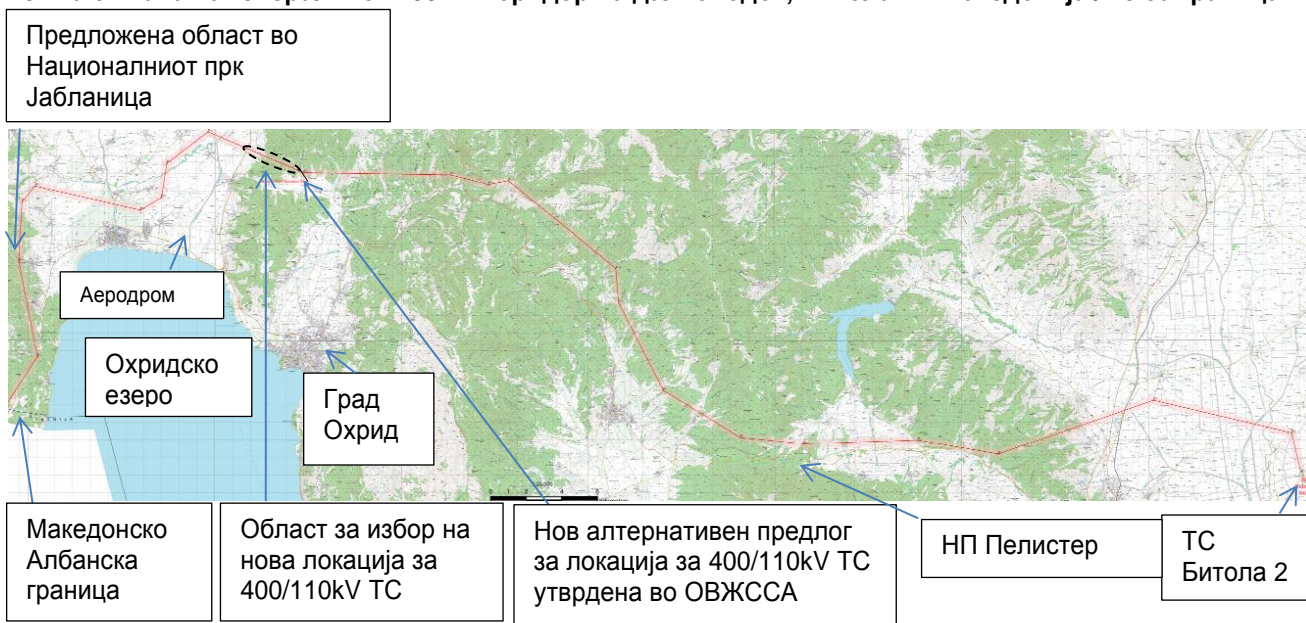 Предложена област во
Националниот прк
Јабланица
Аеродром
Охридско
езеро
Град
Охрид
Македонско
Албанска
граница
Област за избор на
нова локација за
400/110kV ТС
Нов алтернативен предлог
за локација за 400/110kV ТС
утврдена во ОВЖССА
НП Пелистер
ТС
Битола 2